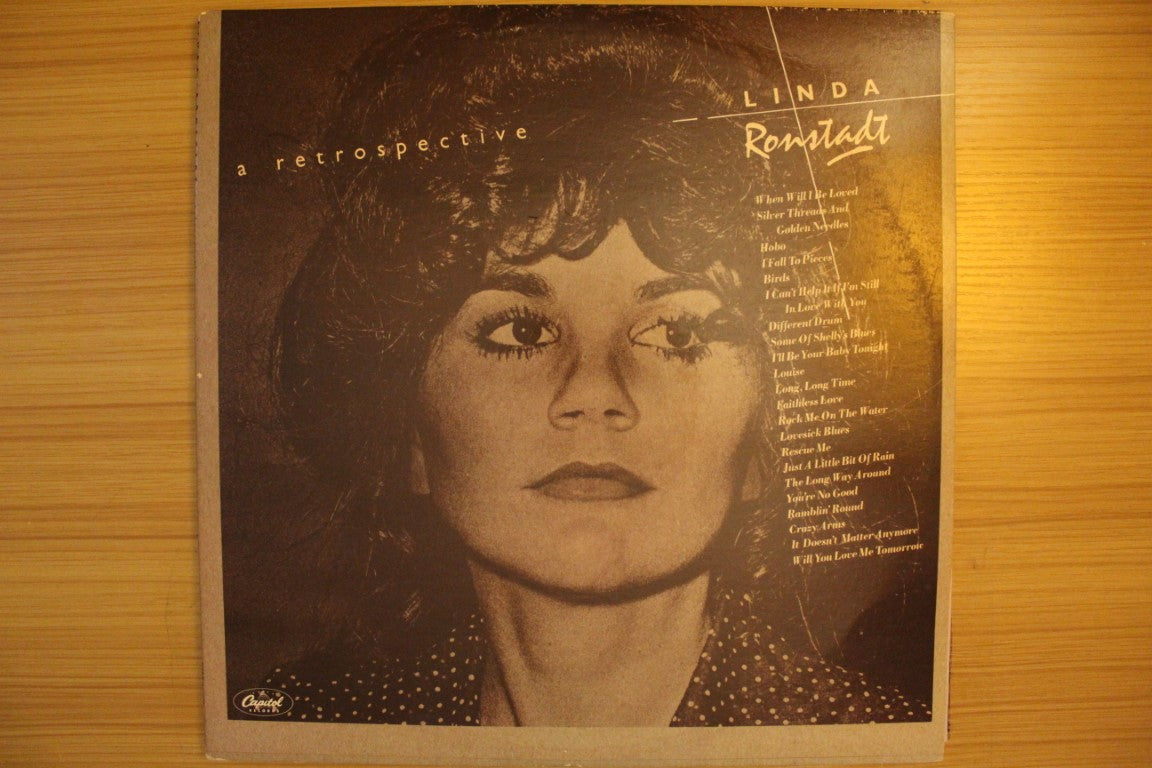 a retrospective
LINDA
Ronstadt
When Will I Be Loved
Silver Threads And
Golden Needles
Hobo
I Fall To Pieces
Birds
I Can't Help It If I'm Still
In Love With You
Different Drum
Some Of Shelly's Blues
I'll Be Your Baby Tonight
Louise
Long, Long Time
Faithless Love
Rock Me On The Water
Lovesick Blues
Rescue Me
Just A Little Bit Of Rain
The Long Way Around
You're No Good
Ramblin' Round
Crazy Arms
It Doesn't Matter Anymore
Will You Love Me Tomorrow
Capitol
RECORDS